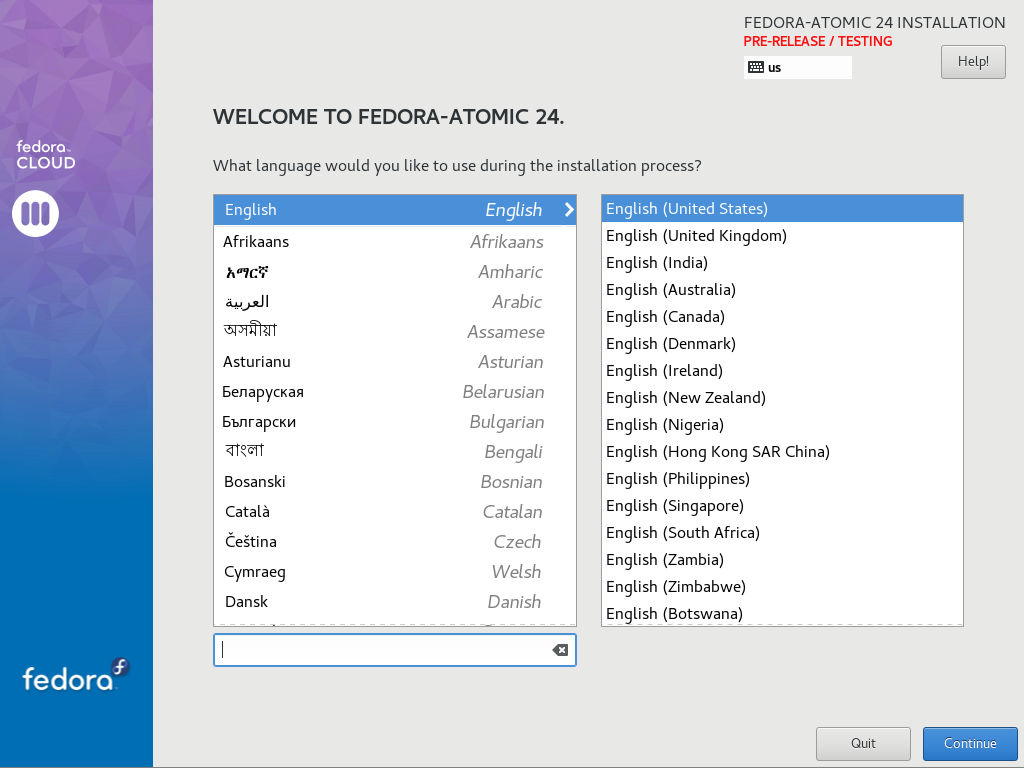 FEDORA-ATOMIC 24 INSTALLATION
PRE-RELEASE / TESTING
us
Help!
fedora
CLOUD
WELCOME TO FEDORA-ATOMIC 24.
What language would you like to use during the installation process?
English English
Afrikaans Afrikaans
አማርኛ Amharic
العربية Arabic
অসমীয়া Assamese
Asturianu Asturian
Беларуская Belarusian
Български Bulgarian
বাংলা Bengali
Bosanski Bosnian
Català Catalan
Čeština Czech
Cymraeg Welsh
Dansk Danish
English (United States)
English (United Kingdom)
English (India)
English (Australia)
English (Canada)
English (Denmark)
English (Ireland)
English (New Zealand)
English (Nigeria)
English (Hong Kong SAR China)
English (Philippines)
English (Singapore)
English (South Africa)
English (Zambia)
English (Zimbabwe)
English (Botswana)
fedora
Quit
Continue